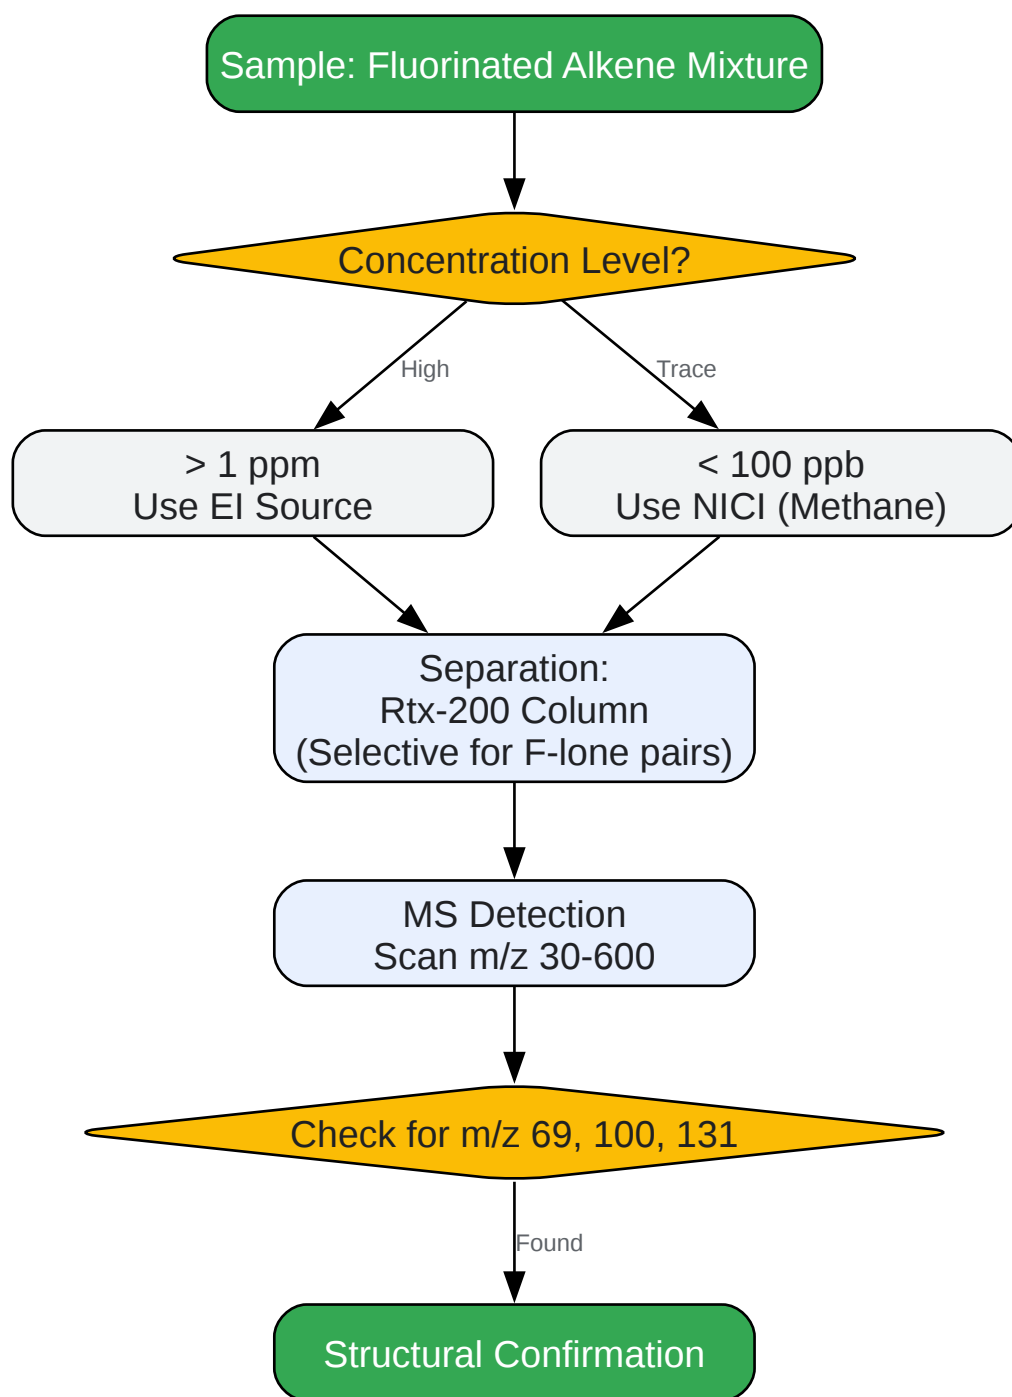 Sample: Fluorinated Alkene Mixture
Concentration Level?
High
Trace
> 1 ppm
Use EI Source
< 100 ppb
Use NICI (Methane)
Separation:
Rtx-200 Column
(Selective for F-lone pairs)
MS Detection
Scan m/z 30-600
Check for m/z 69, 100, 131
Found
Structural Confirmation